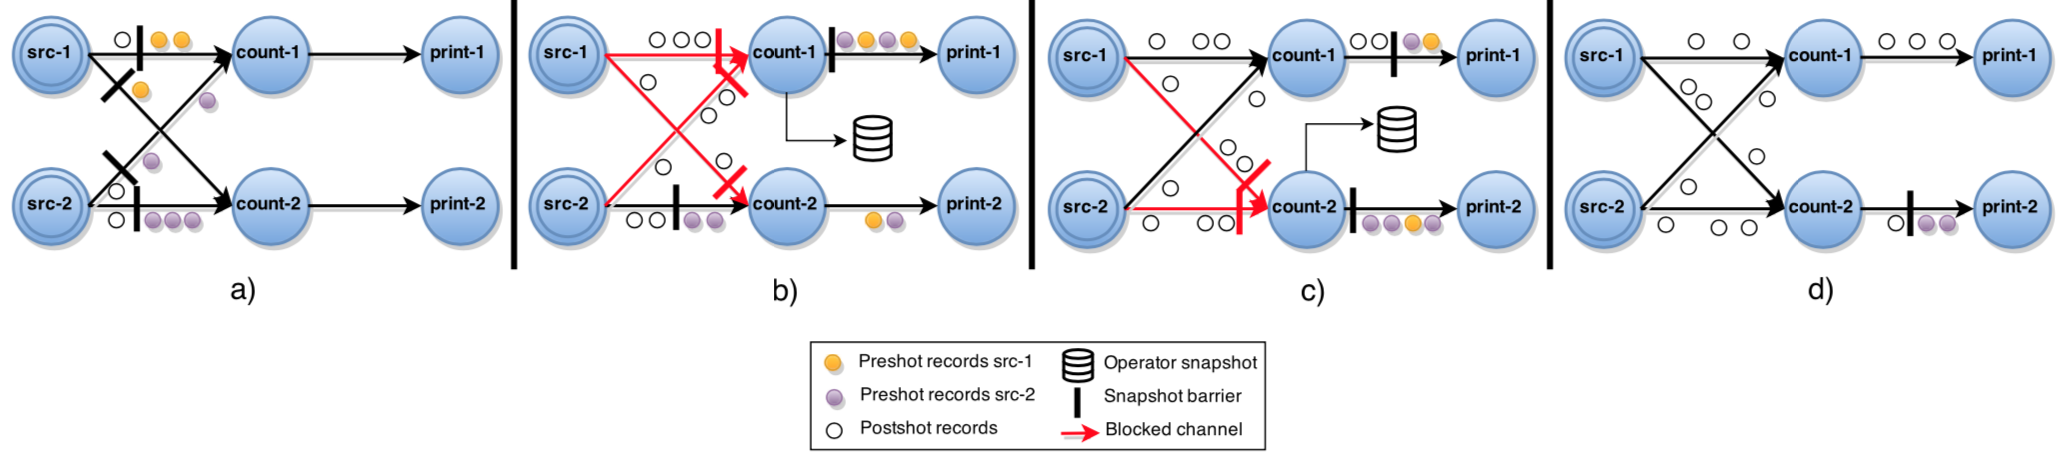 src-1 count-1 print-1 src-1 count-1 print-1 src-1 count-1 print-1 src-1 count-1 print-1
src-2 count-2 print-2 src-2 count-2 print-2 src-2 count-2 print-2 src-2 count-2 print-2
a) b) c) d)
Preshot records src-1 Operator snapshot
Preshot records src-2 Snapshot barrier
Postshot records Blocked channel